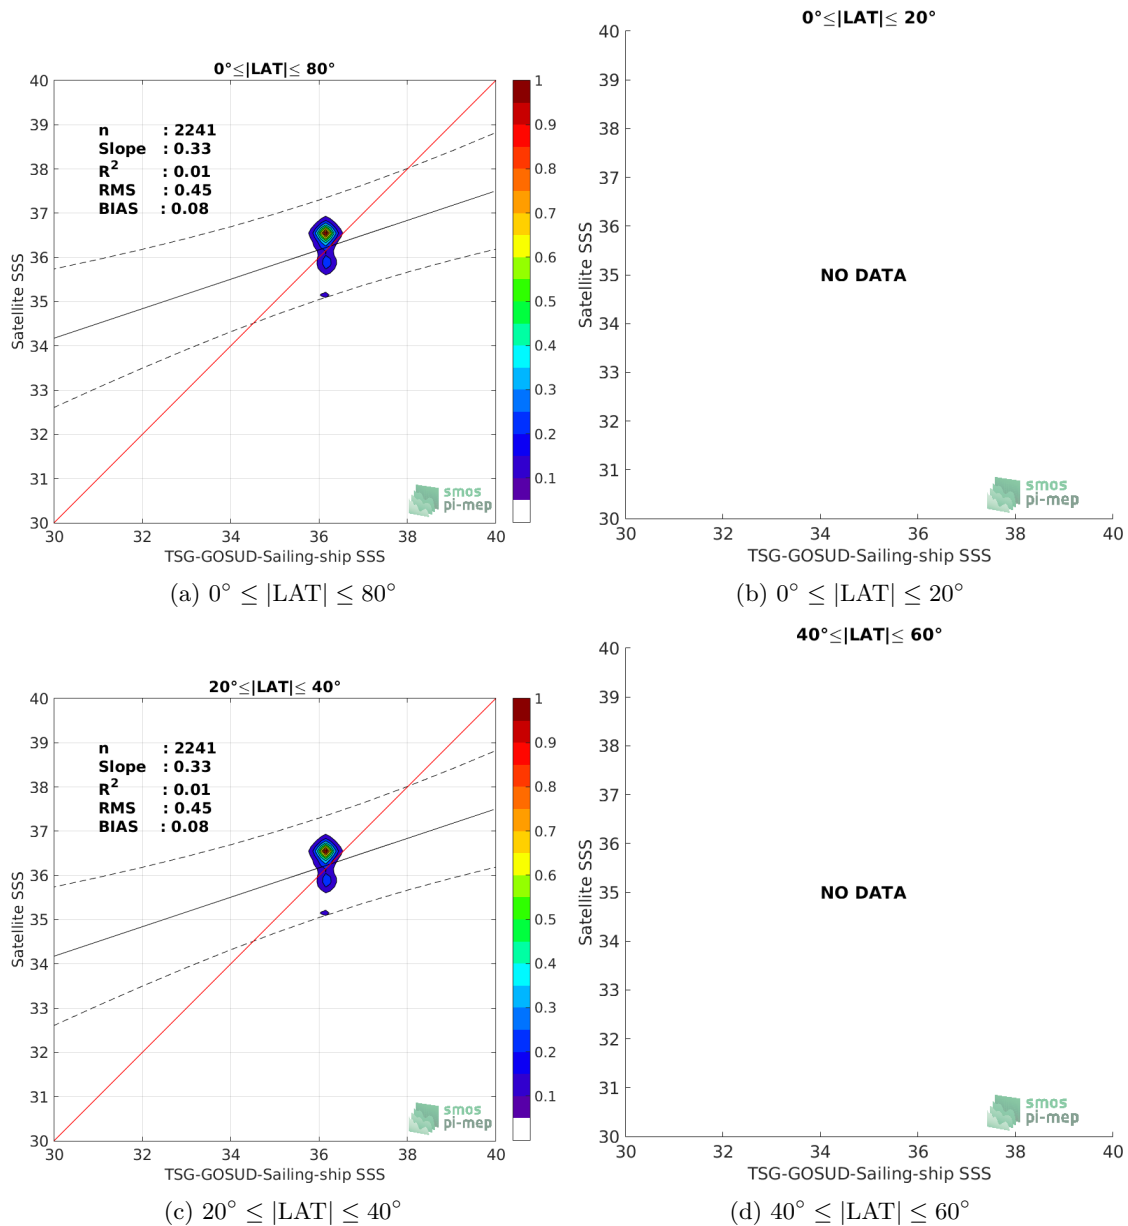 0°≤|LAT|≤ 80°
n : 2241
Slope : 0.33
R2 : 0.01
RMS : 0.45
BIAS : 0.08
40
39
38
37
36
35
34
33
32
31
30
30 32 34 36 38 40
Satellite SSS
TSG-GOSUD-Sailing-ship SSS
1
0.9
0.8
0.7
0.6
0.5
0.4
0.3
0.2
0.1
smos
pi-mep
(a) 0° ≤ |LAT| ≤ 80°
0°≤|LAT|≤ 20°
40
39
38
37
36
35
34
33
32
31
30
30 32 34 36 38 40
Satellite SSS
NO DATA
TSG-GOSUD-Sailing-ship SSS
smos
pi-mep
(b) 0° ≤ |LAT| ≤ 20°
20°≤|LAT|≤ 40°
n : 2241
Slope : 0.33
R2 : 0.01
RMS : 0.45
BIAS : 0.08
40
39
38
37
36
35
34
33
32
31
30
30 32 34 36 38 40
Satellite SSS
TSG-GOSUD-Sailing-ship SSS
1
0.9
0.8
0.7
0.6
0.5
0.4
0.3
0.2
0.1
smos
pi-mep
(c) 20° ≤ |LAT| ≤ 40°
40°≤|LAT|≤ 60°
40
39
38
37
36
35
34
33
32
31
30
30 32 34 36 38 40
Satellite SSS
NO DATA
TSG-GOSUD-Sailing-ship SSS
smos
pi-mep
(d) 40° ≤ |LAT| ≤ 60°